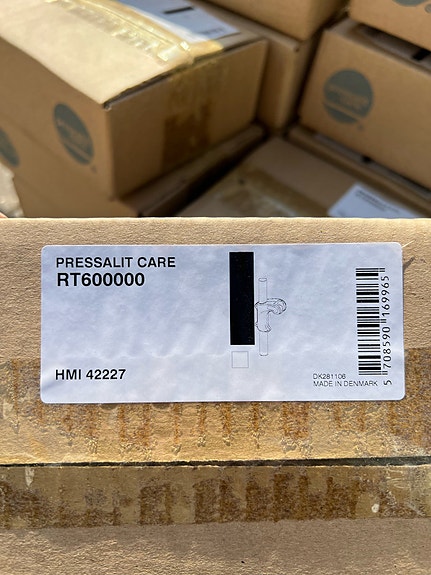 PRESSALIT CARE
RT600000
HMI 42227
DK281106
MADE IN DENMARK
5 708590 169965